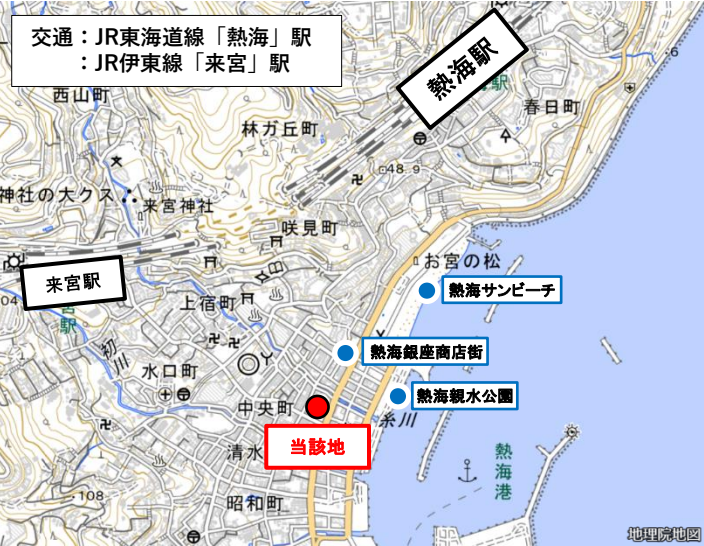 交通：JR東海道線「熱海」駅
：JR伊東線「来宮」駅
熱海駅
西山町
春日町
林ガ丘町
・48.9
神社の大クス
来宮神社
咲見町
お宮の松
来宮駅
熱海サンビーチ
上宿町
初川
熱海銀座商店街
水口町
熱海親水公園
中央町
糸川
当該地
清水
熱海港
・108
昭和町
地理院地図